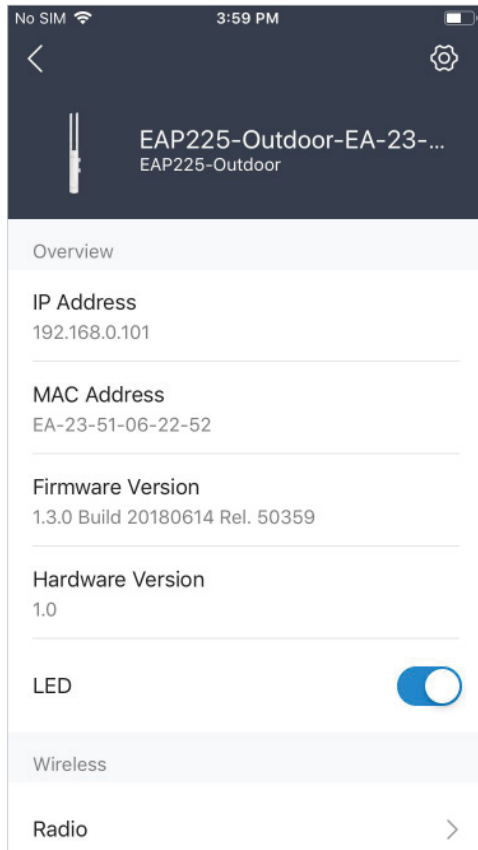 No SIM 3:59 PM
EAP225-Outdoor-EA-23-...
EAP225-Outdoor
Overview
IP Address
192.168.0.101
MAC Address
EA-23-51-06-22-52
Firmware Version
1.3.0 Build 20180614 Rel. 50359
Hardware Version
1.0
LED
Wireless
Radio